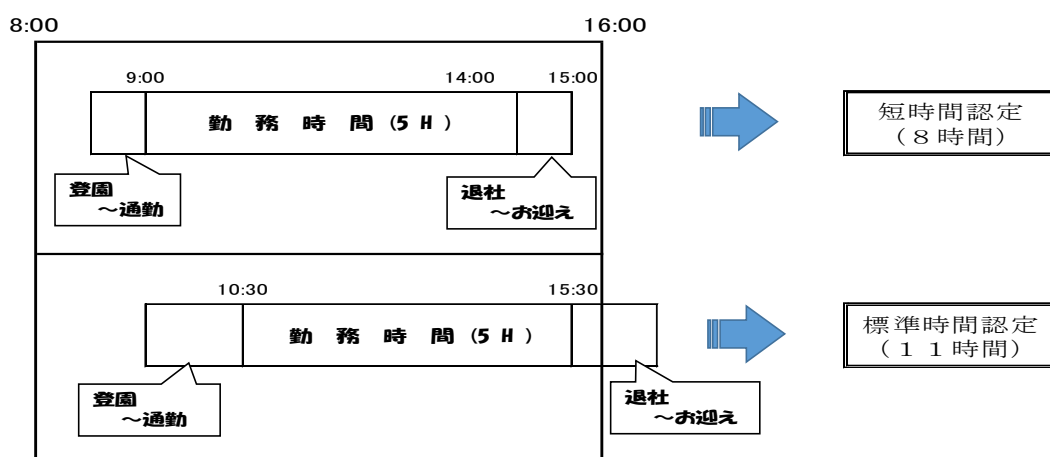 8:00
16:00
9:00
14:00
15:00
勤務時間(5H)
短時間認定
(8時間)
登園
~通勤
退社
~お迎え
10:30
15:30
勤務時間(5H)
標準時間認定
(11時間)
登園
~通勤
退社
~お迎え